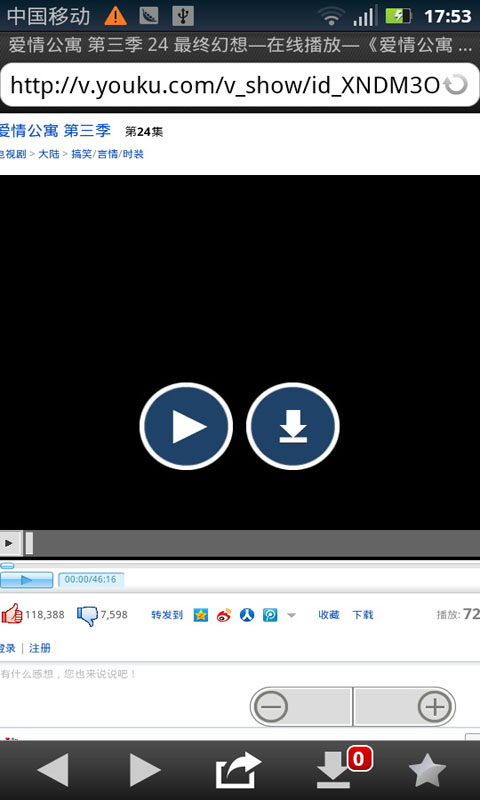 中国移动 17:53
爱情公寓 第三季 24 最终幻想—在线播放—《爱情公寓 ...
http://v.youku.com/v_show/id_XNDM3O
爱情公寓 第三季 第24集
电视剧 > 大陆 > 搞笑/言情/时装
00:00/46:16
118,388 7,598 转发到 收藏 下载 播放: 72
登录 | 注册
有什么感想，您也来说说吧！
0